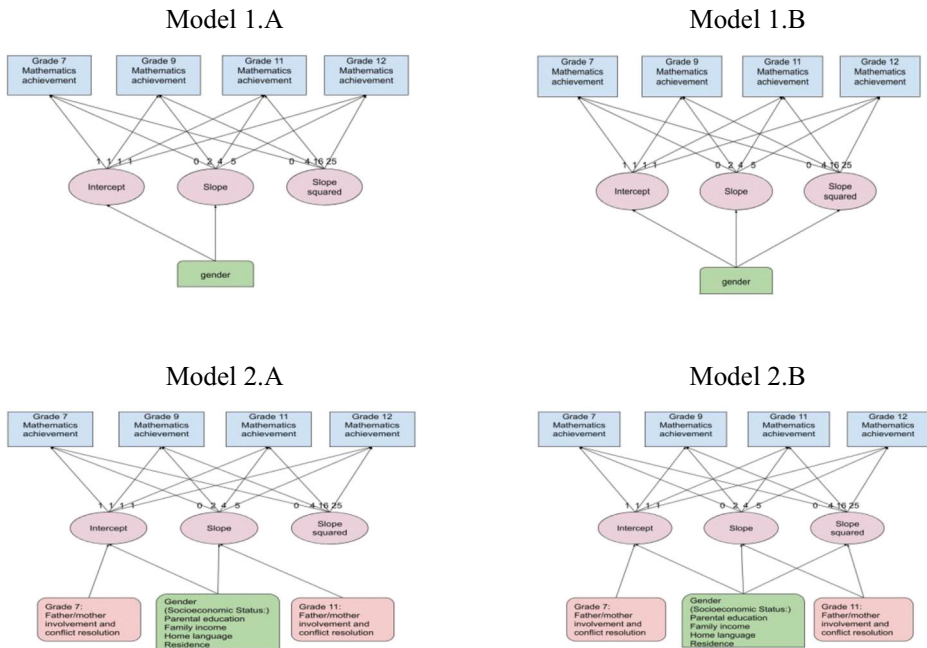 Model 1.A
Grade 7
Mathematics
achievement
Grade 9
Mathematics
achievement
Grade 11
Mathematics
achievement
Grade 12
Mathematics
achievement
1 1 1 1
0 2 4 5
0 4 16 25
Intercept
Slope
Slope
squared
gender
Model 1.B
Grade 7
Mathematics
achievement
Grade 9
Mathematics
achievement
Grade 11
Mathematics
achievement
Grade 12
Mathematics
achievement
1 1 1 1
0 2 4 5
0 4 16 25
Intercept
Slope
Slope
squared
gender
Model 2.A
Grade 7
Mathematics
achievement
Grade 9
Mathematics
achievement
Grade 11
Mathematics
achievement
Grade 12
Mathematics
achievement
1 1 1 1
0 2 4 5
0 4 16 25
Intercept
Slope
Slope
squared
Grade 7:
Father/mother
involvement and
conflict resolution
Gender
(Socioeconomic Status:)
Parental education
Family income
Home language
Residence
Grade 11:
Father/mother
involvement and
conflict resolution
Model 2.B
Grade 7
Mathematics
achievement
Grade 9
Mathematics
achievement
Grade 11
Mathematics
achievement
Grade 12
Mathematics
achievement
1 1 1 1
0 2 4 5
0 4 16 25
Intercept
Slope
Slope
squared
Grade 7:
Father/mother
involvement and
conflict resolution
Gender
(Socioeconomic Status:)
Parental education
Family income
Home language
Residence
Grade 11:
Father/mother
involvement and
conflict resolution